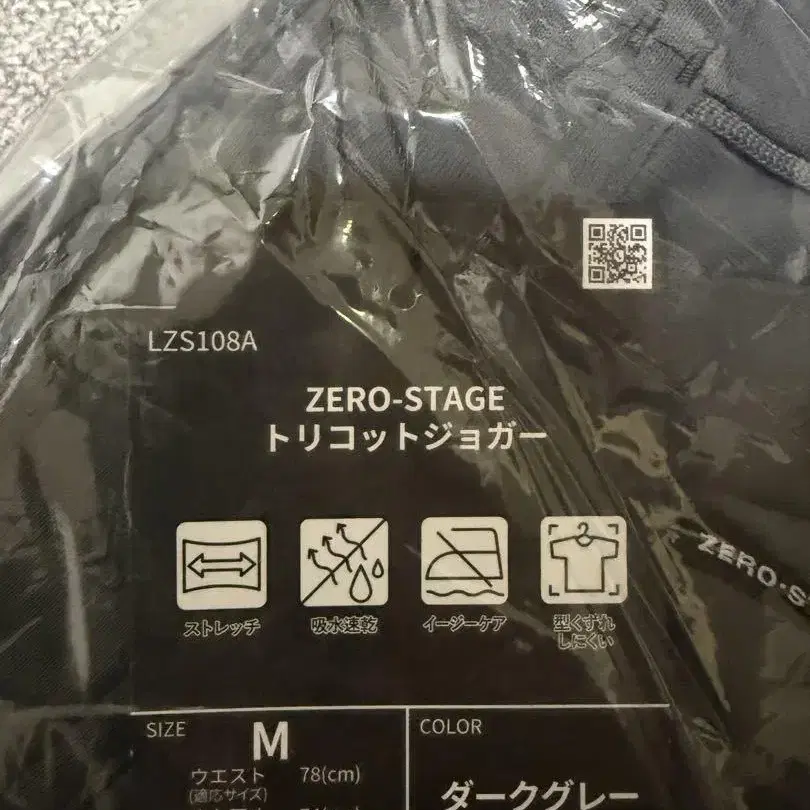 LZS108A
ZERO-STAGE
トリコットジョガー
ストレッチ
吸水速乾
イージーケア
型くずれ
しにくい
ZERO-S
SIZE
M
ウエスト 78(cm)
(適応サイズ)
COLOR
ダークグレー